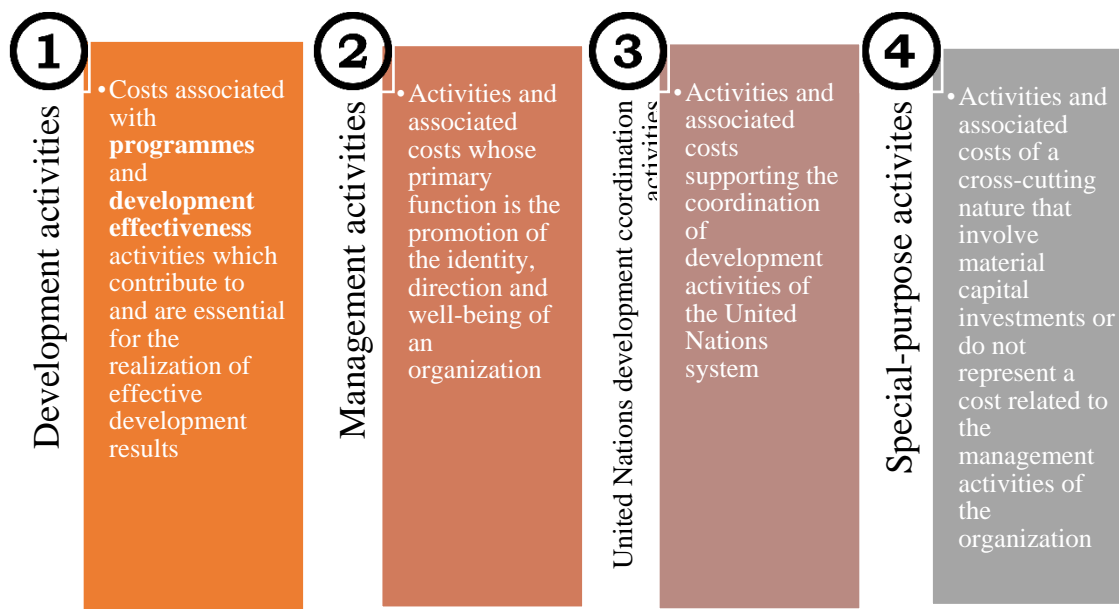 1
Development activities
•Costs associated
with
programmes
and
development
effectiveness
activities which
contribute to
and are essential
for the
realization of
effective
development
results
2
Management activities
•Activities and
associated
costs whose
primary
function is the
promotion of
the identity,
direction and
well-being of
an
organization
3
United Nations development coordination
activities
•Activities and
associated
costs
supporting the
coordination
of
development
activities of
the United
Nations
system
4
Special-purpose activites
•Activities and
associated
costs of a
cross-cutting
nature that
involve
material
capital
investments or
do not
represent a
cost related to
the
management
activities of
the
organization